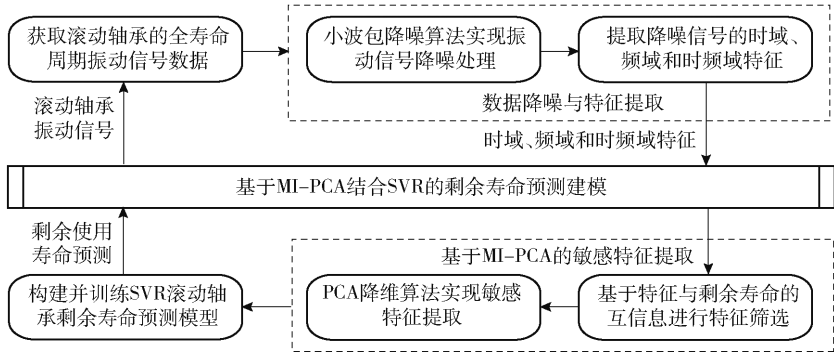 获取滚动轴承的全寿命
周期振动信号数据
小波包降噪算法实现振
动信号降噪处理
提取降噪信号的时域、
频域和时频域特征
数据降噪与特征提取
滚动轴承
振动信号
时域、频域和时频域特征
基于MI-PCA结合SVR的剩余寿命预测建模
剩余使用
寿命预测
基于MI-PCA的敏感特征提取
构建并训练SVR滚动轴
承剩余寿命预测模型
PCA降维算法实现敏感
特征提取
基于特征与剩余寿命的
互信息进行特征筛选